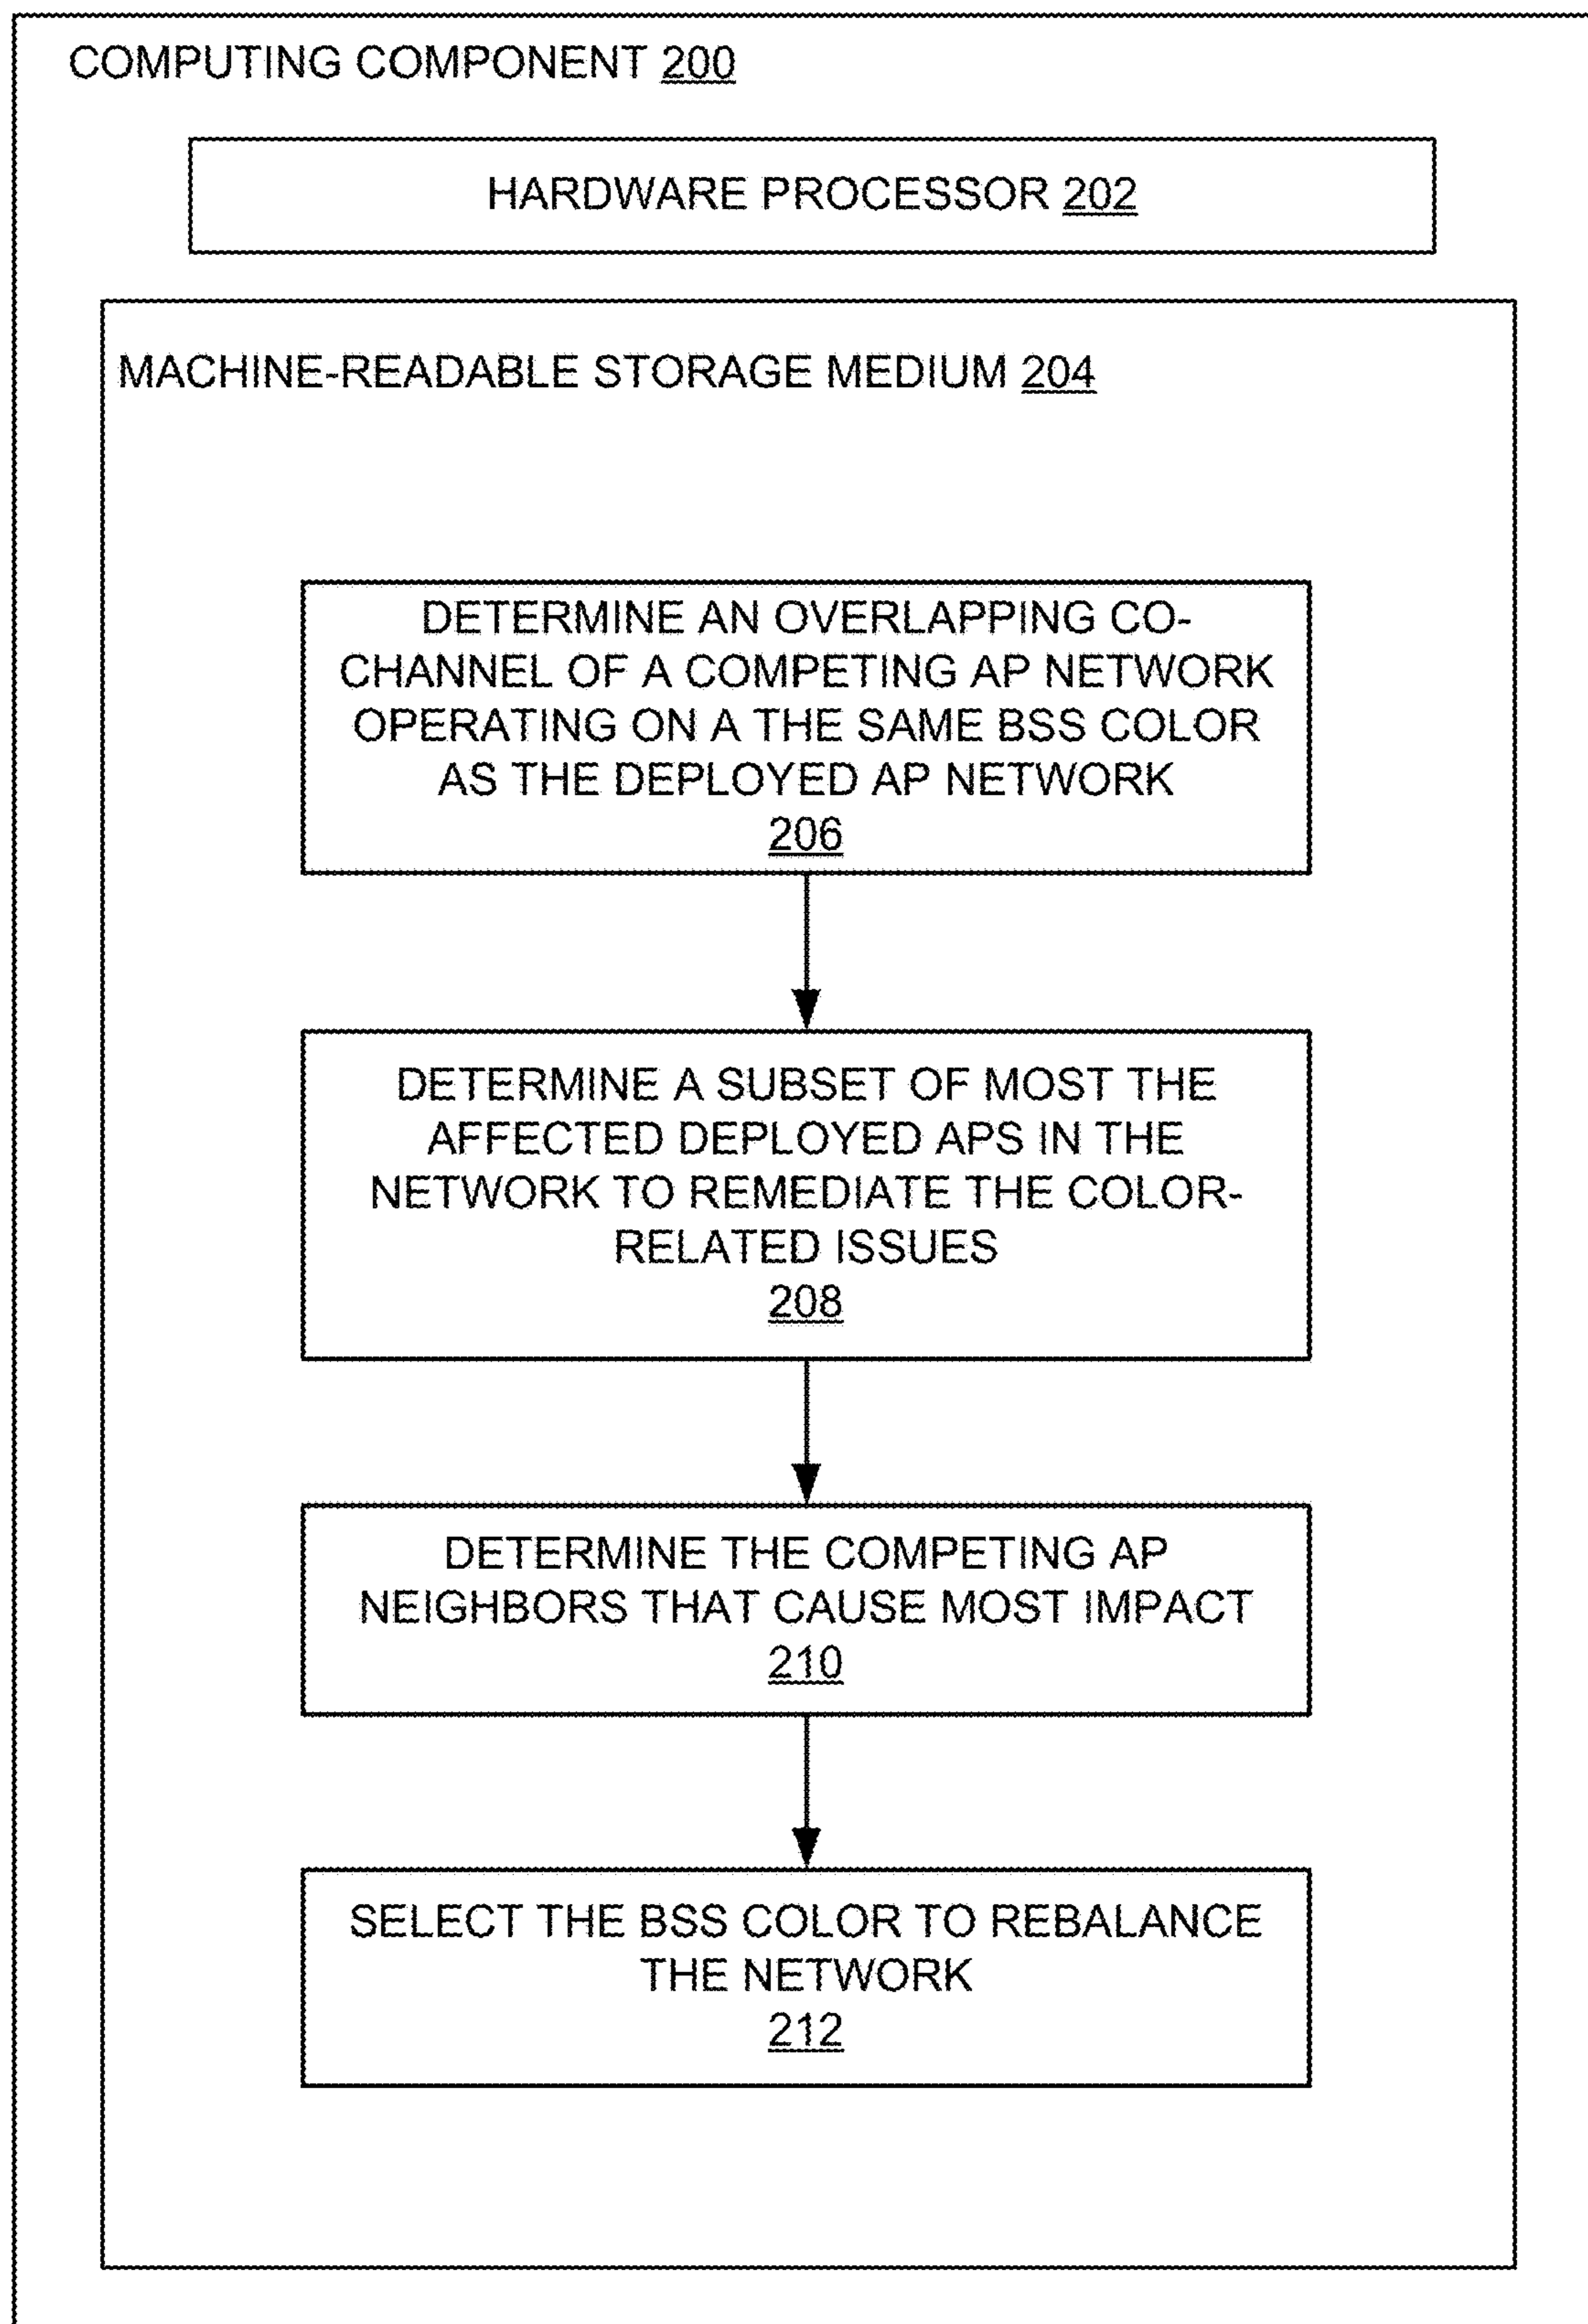 COMPUTING COMPONENT 200
HARDWARE PROCESSOR 202
MACHINE-READABLE STORAGE MEDIUM 204
DETERMINE AN OVERLAPPING CO-
CHANNEL OF A COMPETING AP NETWORK
OPERATING ON A THE SAME BSS COLOR
AS THE DEPLOYED AP NETWORK
206
DETERMINE A SUBSET OF MOST THE
AFFECTED DEPLOYED APS IN THE
NETWORK TO REMEDIATE THE COLOR-
RELATED ISSUES
208
DETERMINE THE COMPETING AP
NEIGHBORS THAT CAUSE MOST IMPACT
210
SELECT THE BSS COLOR TO REBALANCE
THE NETWORK
212